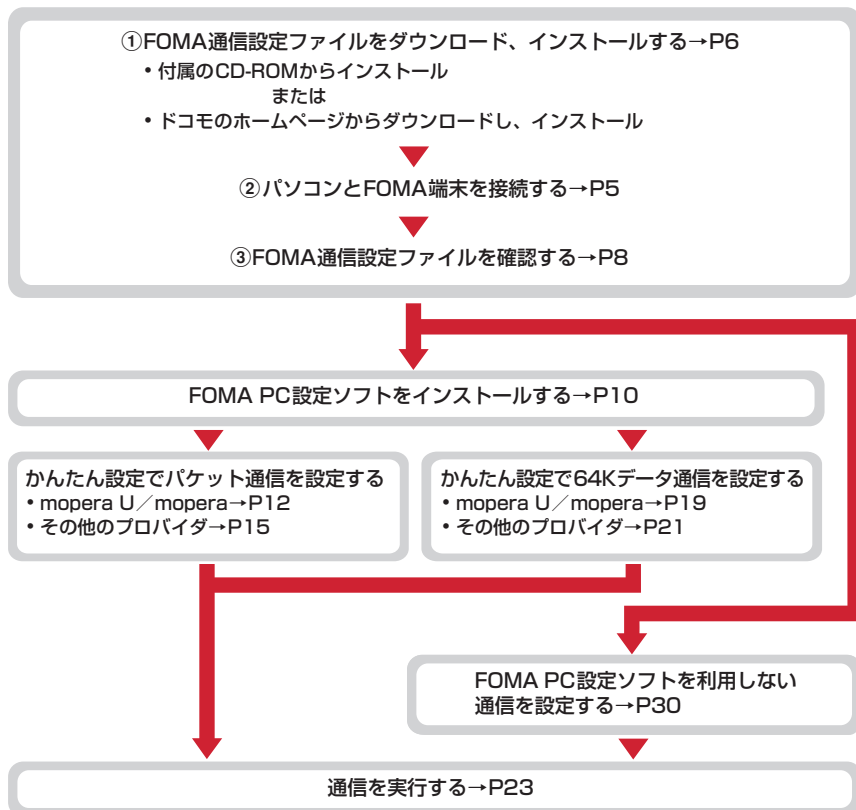 ①FOMA通信設定ファイルをダウンロード、インストールする→P6
• 付属のCD-ROMからインストール
または
• ドコモのホームページからダウンロードし、インストール
②パソコンとFOMA端末を接続する→P5
③FOMA通信設定ファイルを確認する→P8
FOMA PC設定ソフトをインストールする→P10
かんたん設定でパケット通信を設定する
• mopera U／mopera→P12
• その他のプロバイダ→P15
かんたん設定で64Kデータ通信を設定する
• mopera U／mopera→P19
• その他のプロバイダ→P21
FOMA PC設定ソフトを利用しない
通信を設定する→P30
通信を実行する→P23